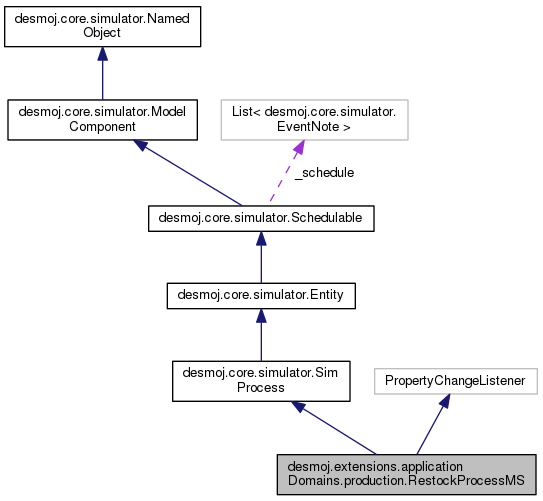 desmoj.core.simulator.Named
Object
desmoj.core.simulator.Model
Component
List< desmoj.core.simulator.
EventNote >
_schedule
desmoj.core.simulator.Schedulable
desmoj.core.simulator.Entity
desmoj.core.simulator.Sim
Process
PropertyChangeListener
desmoj.extensions.application
Domains.production.RestockProcessMS